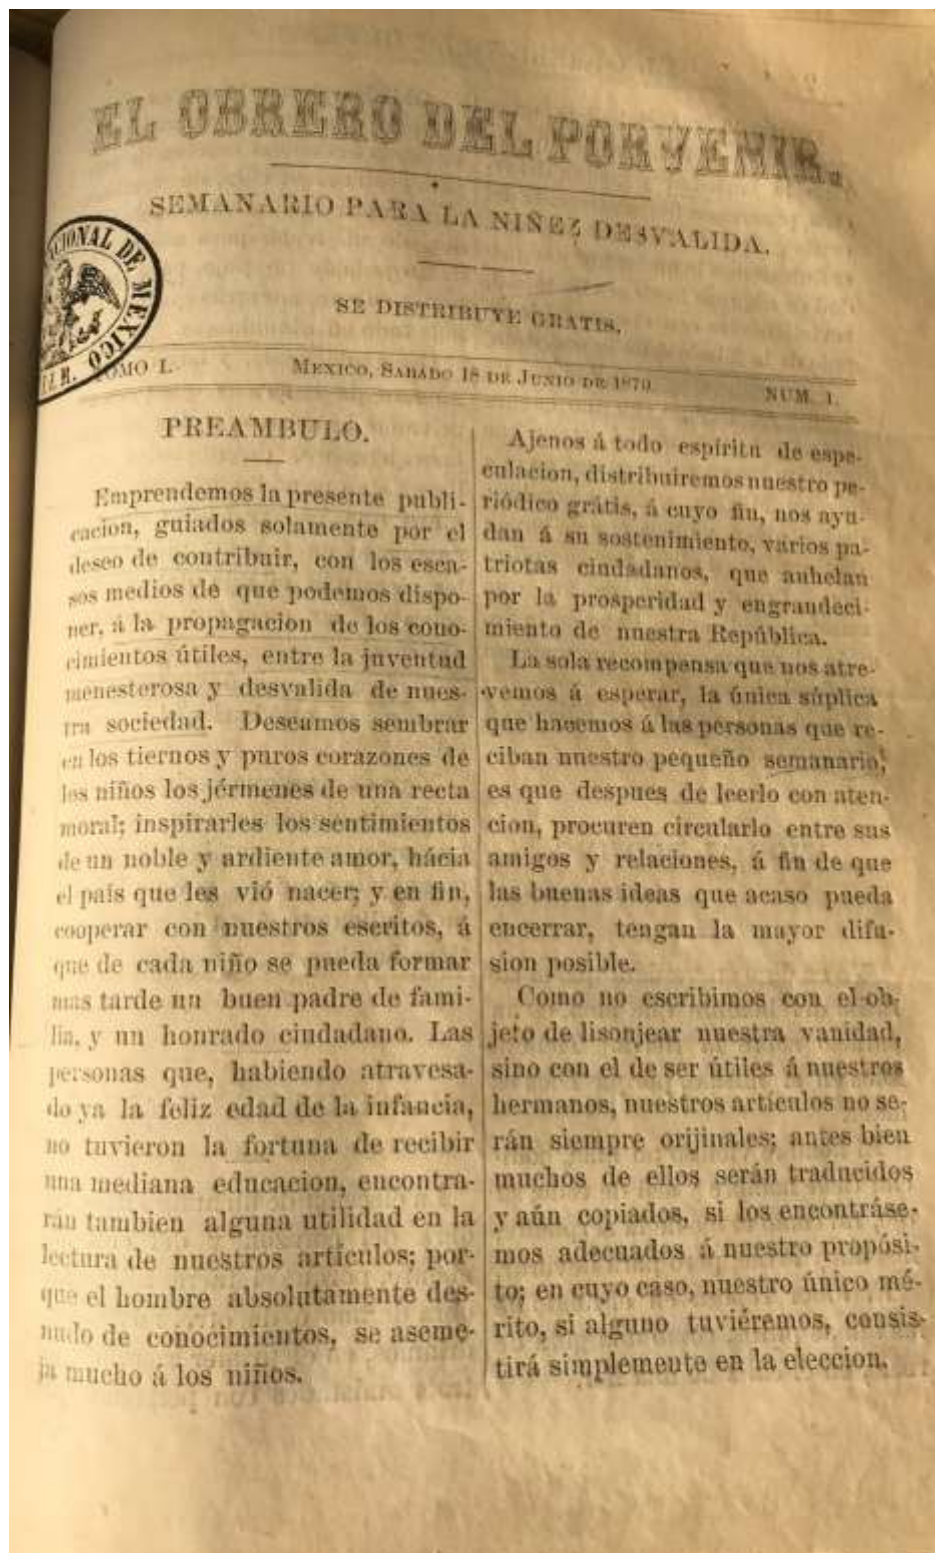 EL OBRERO DEL PORVENIR.
SEMANARIO PARA LA NIÑEZ DESVALIDA.
SE DISTRIBUYE GRATIS.
CIONAL DE MEXICO
TOMO I.
MEXICO, SABADO 18 DE JUNIO DE 1870
NUM. 1.
PREAMBULO.
Emprendemos la presente publi-
cacion, guiados solamente por el
deseo de contribuir, con los esca-
sos medios de que podemos dispo-
ner, á la propagacion de los cono-
cimientos útiles, entre la juventud
menesterosa y desvalida de nues-
tra sociedad. Deseamos sembrar
en los tiernos y puros corazones de
los niños los jérmenes de una recta
moral; inspirarles los sentimientos
de un noble y ardiente amor, hácia
el país que les vió nacer; y en fin,
cooperar con nuestros escritos, á
que de cada niño se pueda formar
mas tarde un buen padre de fami-
lia, y un honrado ciudadano. Las
personas que, habiendo atravesa-
do ya la feliz edad de la infancia,
no tuvieron la fortuna de recibir
una mediana educacion, encontra-
rán tambien alguna utilidad en la
lectura de nuestros artículos; por-
que el hombre absolutamente des-
nudo de conocimientos, se aseme-
ja mucho á los niños.
Ajenos á todo espíritu de espe-
culacion, distribuiremos nuestro pe-
riódico grátis, á cuyo fin, nos ayu-
dan á su sostenimiento, varios pa-
triotas ciudadanos, que anhelan
por la prosperidad y engrandeci-
miento de nuestra República.
La sola recompensa que nos atre-
vemos á esperar, la única súplica
que hacemos á las personas que re-
ciban nuestro pequeño semanario,
es que despues de leerlo con aten-
cion, procuren circularlo entre sus
amigos y relaciones, á fin de que
las buenas ideas que acaso pueda
encerrar, tengan la mayor difu-
sion posible.
Como no escribimos con el ob-
jeto de lisonjear nuestra vanidad,
sino con el de ser útiles á nuestros
hermanos, nuestros artículos no se-
rán siempre orijinales; antes bien
muchos de ellos serán traducidos
y aún copiados, si los encontráse-
mos adecuados á nuestro propósi-
to; en cuyo caso, nuestro único mé-
rito, si alguno tuviéremos, consis-
tirá simplemente en la eleccion.